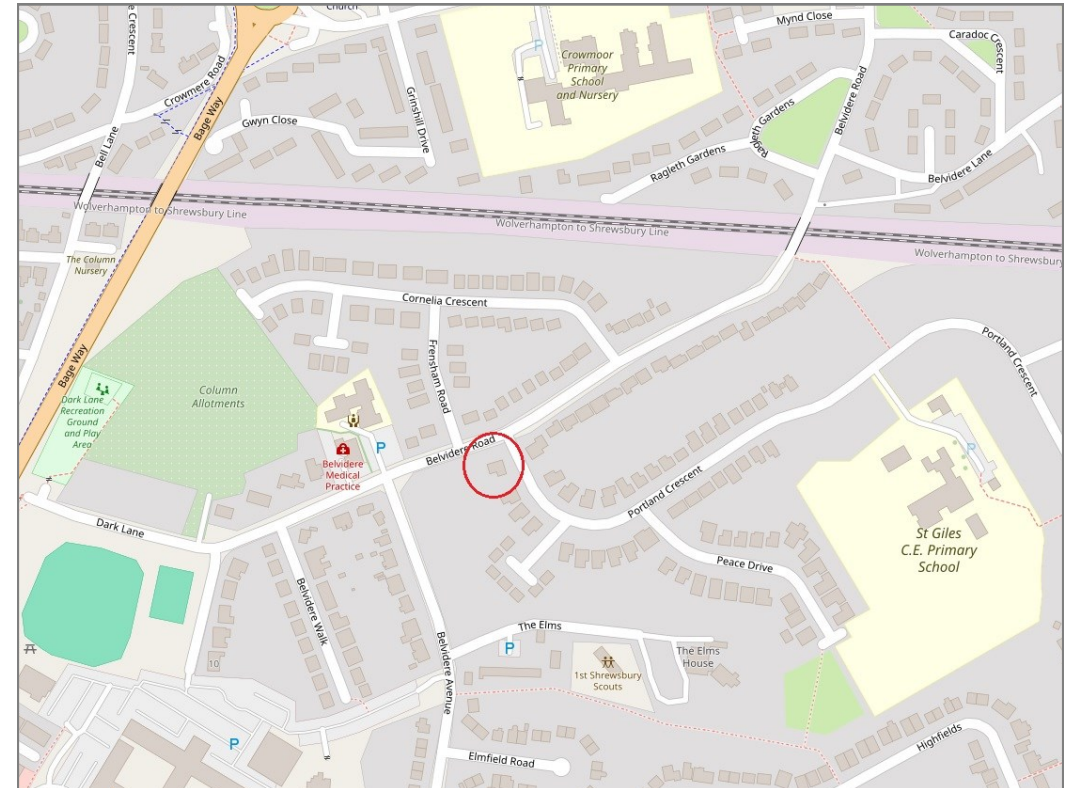 Church
Mynd Close
Caradoc Crescent
Crescent
Crowmere Road
Crowmoor
Primary
School
and Nursery
P
Bage Way
Grinshill Drive
Gwyn Close
Bell Lane
Ragleth Gardens
Ragleth Gardens
Belvidere Road
Ragleth
Belvidere Lane
Wolverhampton to Shrewsbury Line
Wolverhampton to Shrewsbury Line
Wolverhampton to Shrewsbury
The Column
Nursery
Cornelia Crescent
Frensham Road
Portland Crescent
Bage Way
Column
Allotments
Dark Lane
Recreation
Ground
and Play
Area
P
Belvidere Road
Belvidere
Medical
Practice
P
Portland Crescent
St Giles
C.E. Primary
School
Dark Lane
Peace Drive
Belvidere Walk
The Elms
P
The Elms
House
1st Shrewsbury
Scouts
10
Belvidere Avenue
P
Elmfield Road
Highfields